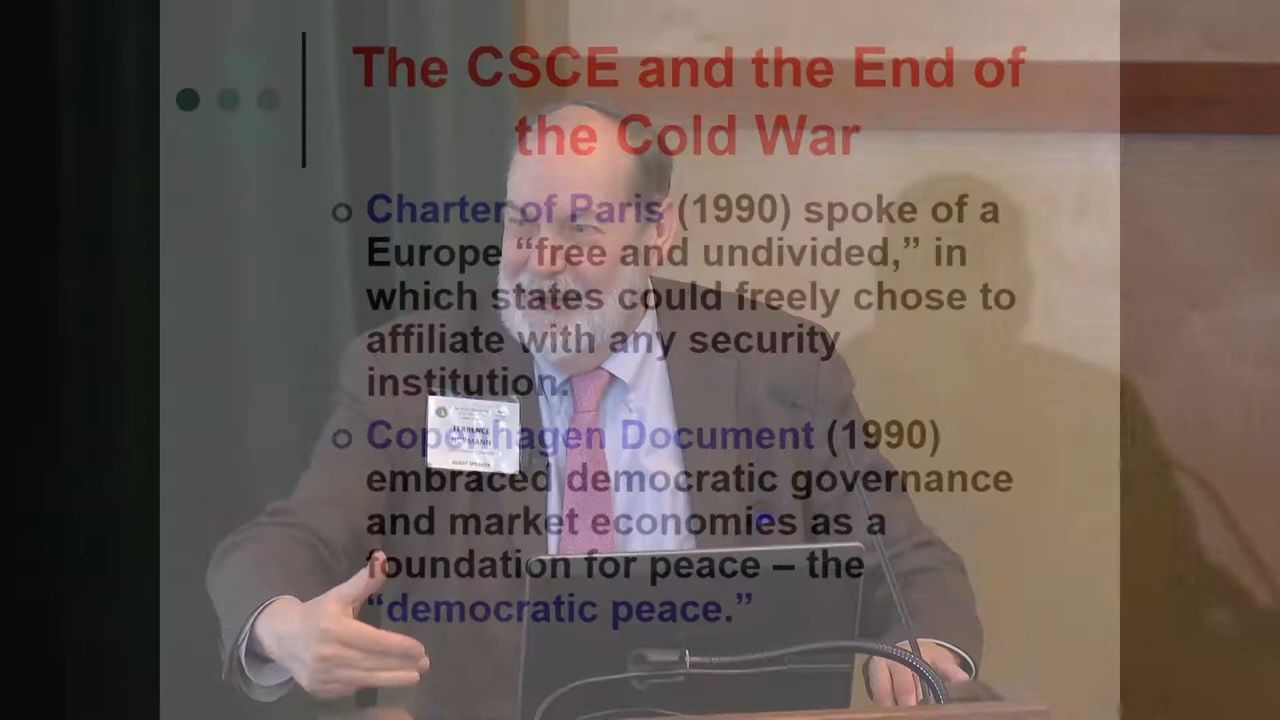 The CSCE and the End of
the Cold War
Charter of Paris (1990) spoke of a
Europe “free and undivided,” in
which states could freely chose to
affiliate with any security
institution.
Copenhagen Document (1990)
embraced democratic governance
and market economies as a
foundation for peace – the
“democratic peace.”
TERRENCE
GUEST SPEAKER